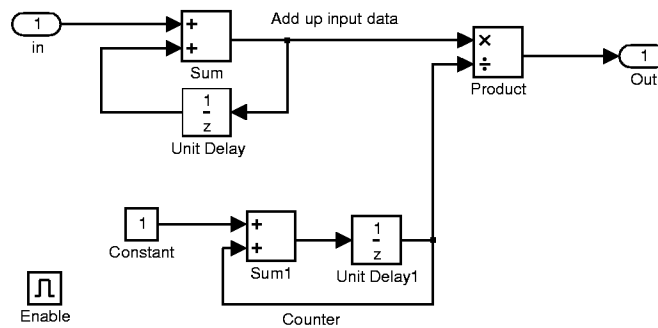 1
in
+
+
Sum
Add up input data
×
÷
Product
1
Out
1
z
Unit Delay
1
Constant
+
+
Sum1
1
z
Unit Delay1
Counter
Enable